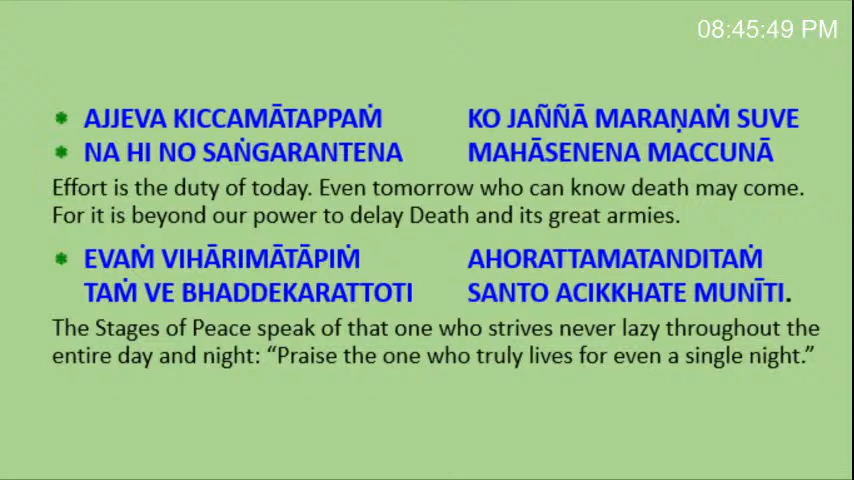 08:45:49 PM
AJJEVA KICCAMĀTAPPAṀ KO JAÑÑĀ MARAṆAṀ SUVE
NA HI NO SAṄGARANTENA MAHĀSENENA MACCUNĀ
Effort is the duty of today. Even tomorrow who can know death may come.
For it is beyond our power to delay Death and its great armies.
EVAṀ VIHĀRIMĀTĀPIṀ AHORATTAMATANDITAṀ
TAṀ VE BHADDEKARATTOTI SANTO ACIKKHATE MUNĪTI.
The Stages of Peace speak of that one who strives never lazy throughout the
entire day and night: “Praise the one who truly lives for even a single night.”